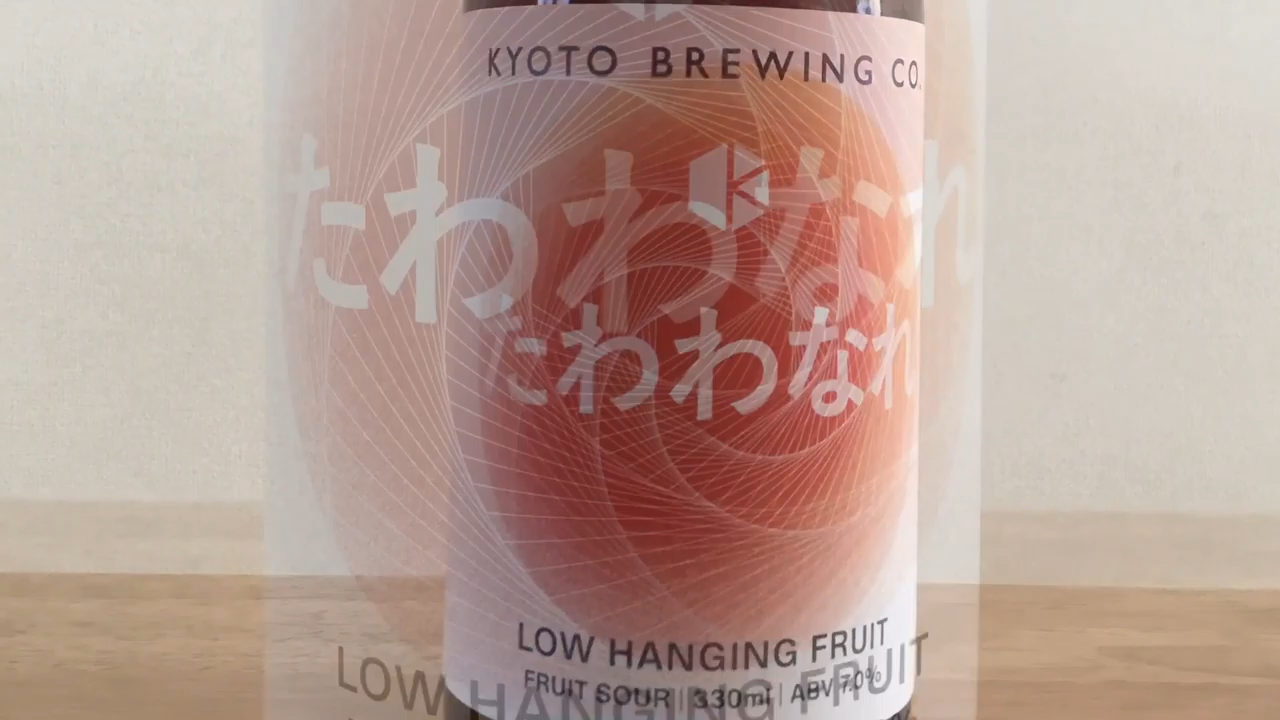 KYOTO BREWING CO.
たわわなれ
たわわなれ
LOW HANGING FRUIT
FRUIT SOUR | 330ml | ABV 7.0%
LOW HANGING FRUIT